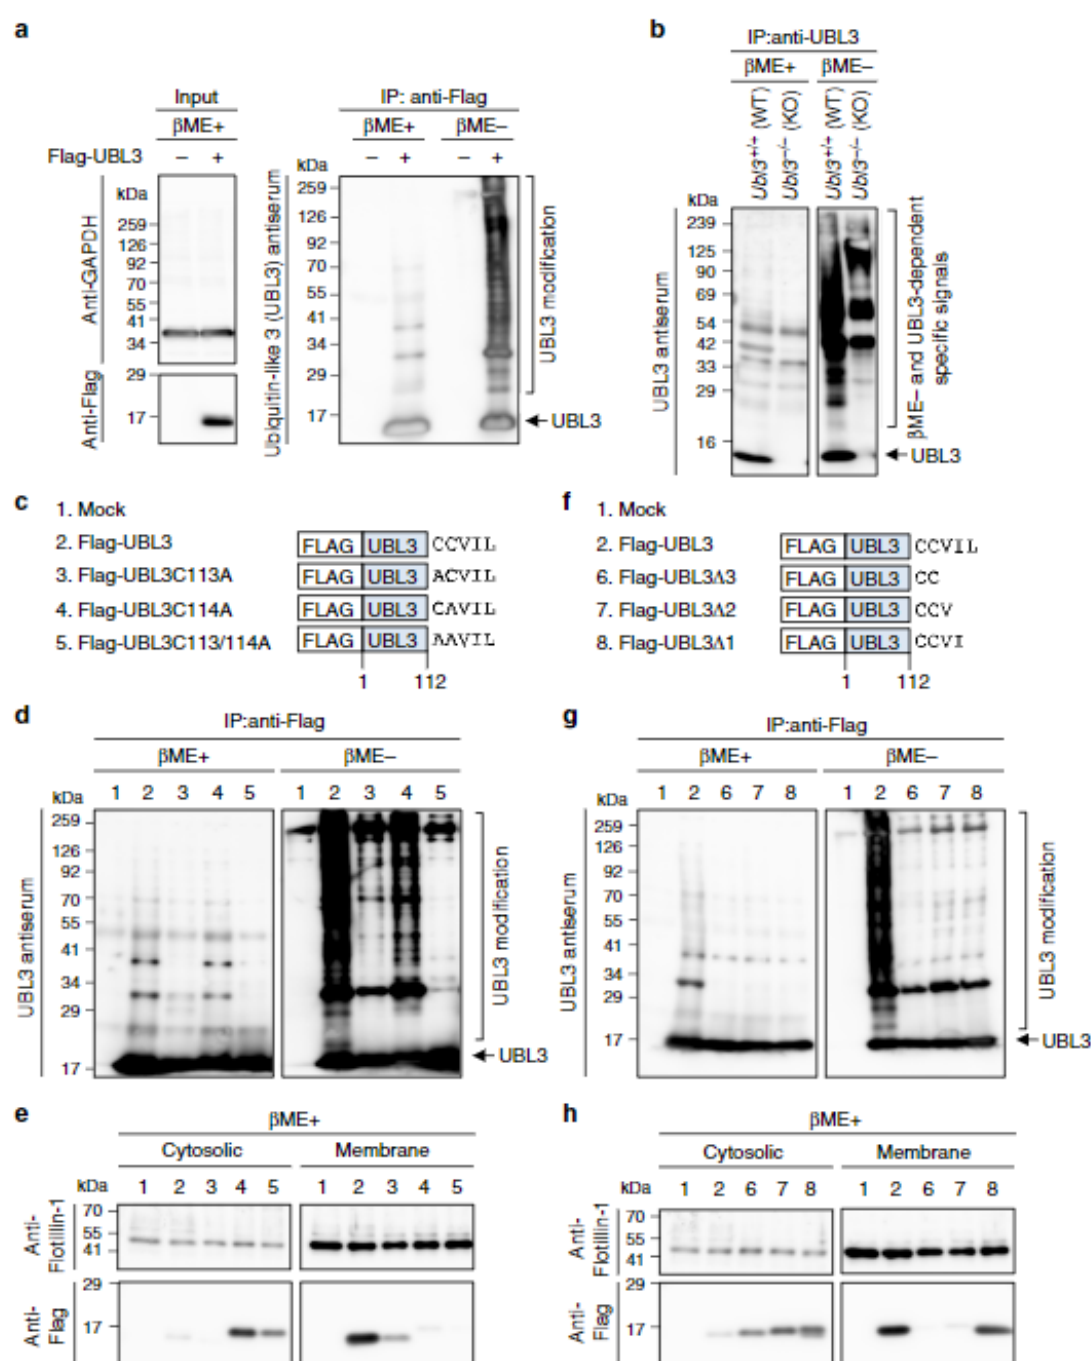 a
Input
βME+
Flag-UBL3 – +
kDa
259
126
92
70
55
41
34
29
17
Anti-GAPDH
Anti-Flag
IP: anti-Flag
βME+ βME–
– + – +
kDa
259
126
92
70
55
41
34
29
17
Ubiquitin-like 3 (UBL3) antiserum
UBL3 modification
UBL3
b
IP:anti-UBL3
βME+ βME–
Ubl3+/+ (WT)
Ubl3–/– (KO)
Ubl3+/+ (WT)
Ubl3–/– (KO)
kDa
239
125
90
69
54
42
33
29
16
UBL3 antiserum
βME– and UBL3-dependent
specific signals
UBL3
c
1. Mock
2. Flag-UBL3 FLAG UBL3 CCVIL
3. Flag-UBL3C113A FLAG UBL3 ACVIL
4. Flag-UBL3C114A FLAG UBL3 CAVIL
5. Flag-UBL3C113/114A FLAG UBL3 AAVIL
1 112
f
1. Mock
2. Flag-UBL3 FLAG UBL3 CCVIL
6. Flag-UBL3Δ3 FLAG UBL3 CC
7. Flag-UBL3Δ2 FLAG UBL3 CCV
8. Flag-UBL3Δ1 FLAG UBL3 CCVI
1 112
d
IP:anti-Flag
βME+ βME–
kDa 1 2 3 4 5 1 2 3 4 5
259
126
92
70
55
41
34
29
17
UBL3 antiserum
UBL3 modification
UBL3
g
IP:anti-Flag
βME+ βME–
kDa 1 2 6 7 8 1 2 6 7 8
259
126
92
70
55
41
34
29
17
UBL3 antiserum
UBL3 modification
UBL3
e
βME+
Cytosolic Membrane
kDa 1 2 3 4 5 1 2 3 4 5
70
55
41
29
17
Anti-
Flotillin-1
Anti-
Flag
h
βME+
Cytosolic Membrane
kDa 1 2 6 7 8 1 2 6 7 8
70
55
41
29
17
Anti-
Flotillin-1
Anti-
Flag